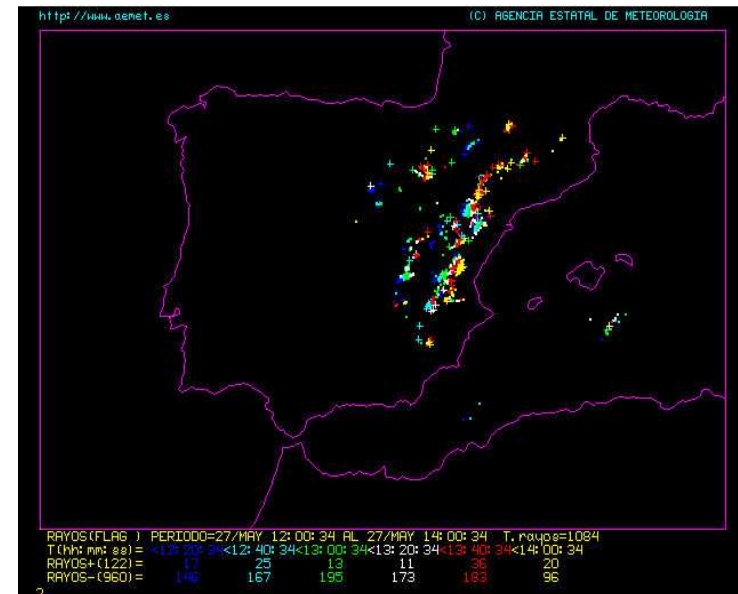 http://www.aemet.es (C) AGENCIA ESTATAL DE METEOROLOGIA
RAYOS(FLAG ) PERIODO=27/MAY 12:00:34 AL 27/MAY 14:00:34 T.rayos=1084
T(hh:mm:ss)= <12:20:34<12:40:34<13:00:34<13:20:34<13:40:34<14:00:34
RAYOS+(122)= 17 25 13 11 36 20
RAYOS-(960)= 146 167 195 173 183 96
2